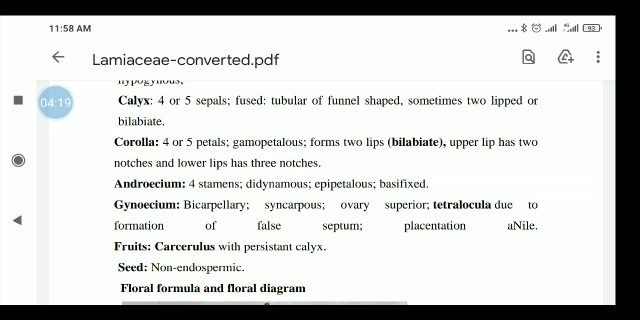 11:58 AM
93
Lamiaceae-converted.pdf
hypogynous;
04:19
Calyx: 4 or 5 sepals; fused: tubular of funnel shaped, sometimes two lipped or
bilabiate.
Corolla: 4 or 5 petals; gamopetalous; forms two lips (bilabiate), upper lip has two
notches and lower lips has three notches.
Androecium: 4 stamens; didynamous; epipetalous; basifixed.
Gynoecium: Bicarpellary; syncarpous; ovary superior; tetralocula due to
formation of false septum; placentation aNile.
Fruits: Carcerulus with persistant calyx.
Seed: Non-endospermic.
Floral formula and floral diagram